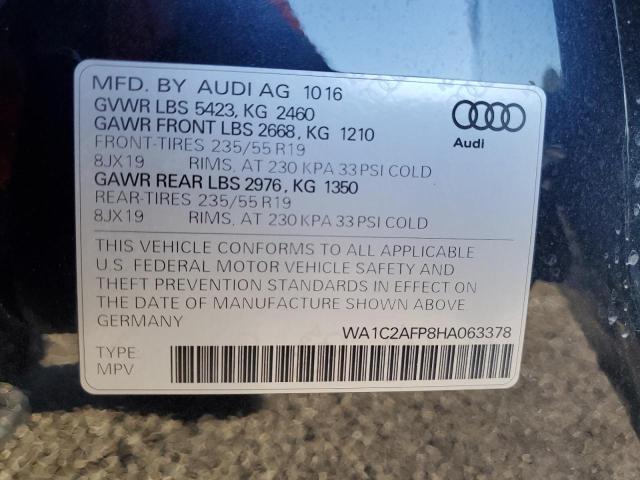 MFD. BY AUDI AG 1016
GVWR LBS 5423, KG 2460
GAWR FRONT LBS 2668, KG 1210
FRONT-TIRES 235/55 R19
8JX19 RIMS, AT 230 KPA 33 PSI COLD
GAWR REAR LBS 2976, KG 1350
REAR-TIRES 235/55 R19
8JX19 RIMS, AT 230 KPA 33 PSI COLD
Audi
THIS VEHICLE CONFORMS TO ALL APPLICABLE
U.S. FEDERAL MOTOR VEHICLE SAFETY AND
THEFT PREVENTION STANDARDS IN EFFECT ON
THE DATE OF MANUFACTURE SHOWN ABOVE.
GERMANY
WA1C2AFP8HA063378
TYPE:
MPV